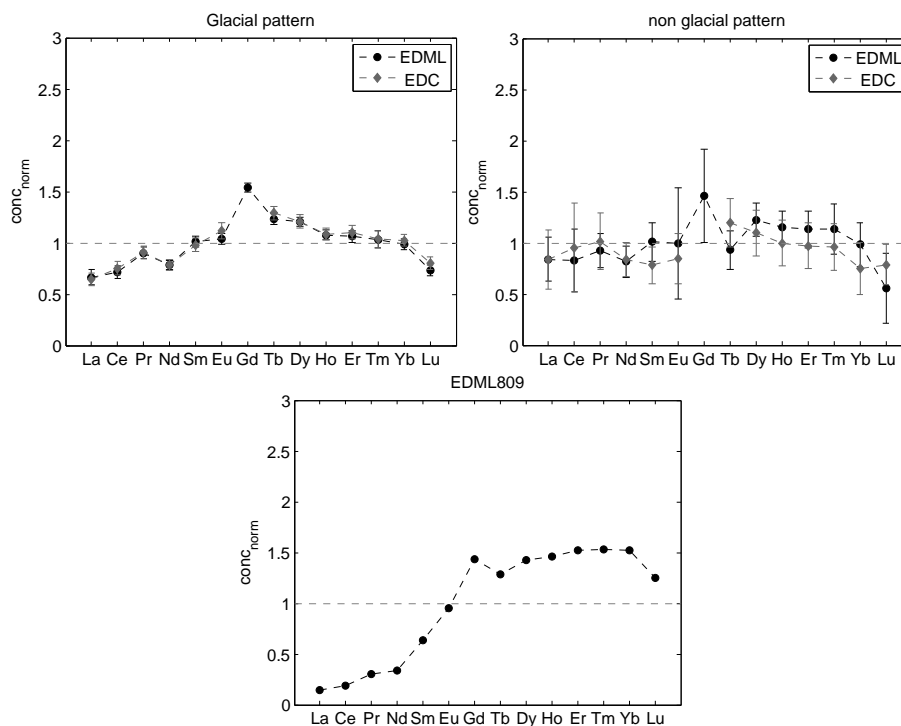 Glacial pattern
3
2.5
2
1.5
1
0.5
0
conc_norm
EDML
EDC
La Ce Pr Nd Sm Eu Gd Tb Dy Ho Er Tm Yb Lu
non glacial pattern
3
2.5
2
1.5
1
0.5
0
conc_norm
EDML
EDC
La Ce Pr Nd Sm Eu Gd Tb Dy Ho Er Tm Yb Lu
EDML809
3
2.5
2
1.5
1
0.5
0
conc_norm
La Ce Pr Nd Sm Eu Gd Tb Dy Ho Er Tm Yb Lu